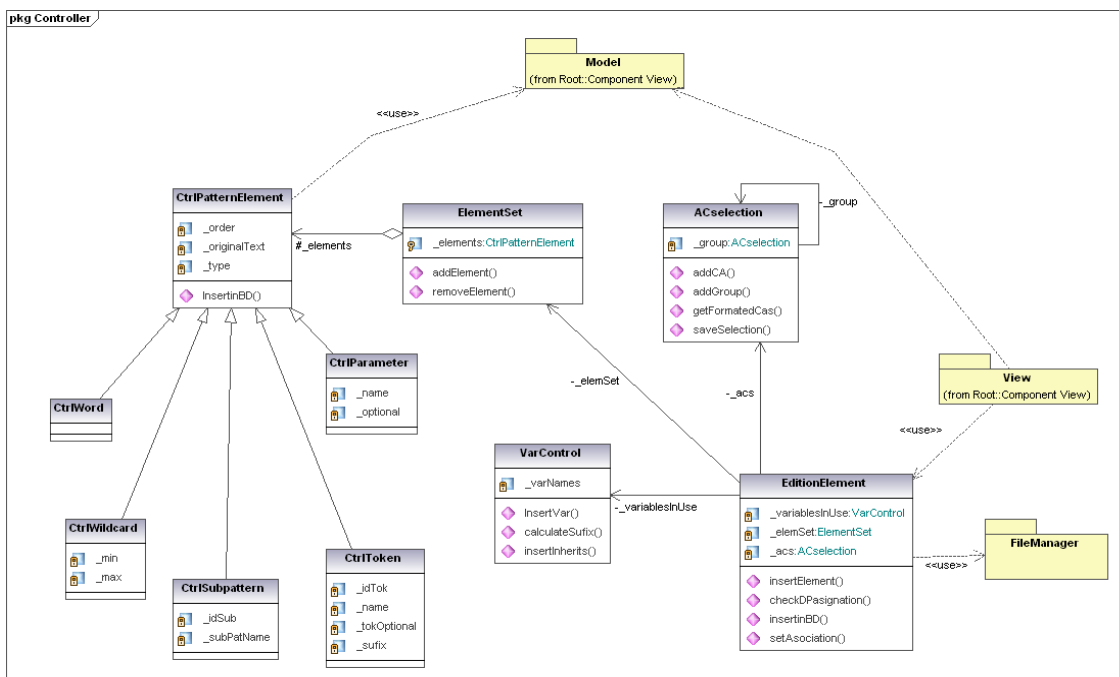 pkg Controller
Model
(from Root::Component View)
<<use>>
CtrlPatternElement
_order
_originalText
_type
InsertinBD()
#_elements
ElementSet
_elements:CtrlPatternElement
addElement()
removeElement()
ACselection
_group:ACselection
addCA()
addGroup()
getFormatedCas()
saveSelection()
-_group
CtrlParameter
_name
_optional
-_elemSet
-_acs
View
(from Root::Component View)
<<use>>
CtrlWord
VarControl
_varNames
InsertVar()
calculateSufix()
insertInherits()
-_variablesInUse
EditionElement
_variablesInUse:VarControl
_elemSet:ElementSet
_acs:ACselection
insertElement()
checkDPasignation()
insertinBD()
setAsociation()
<<use>>
FileManager
CtrlWildcard
_min
_max
CtrlSubpattern
_idSub
_subPatName
CtrlToken
_idTok
_name
_tokOptional
_sufix